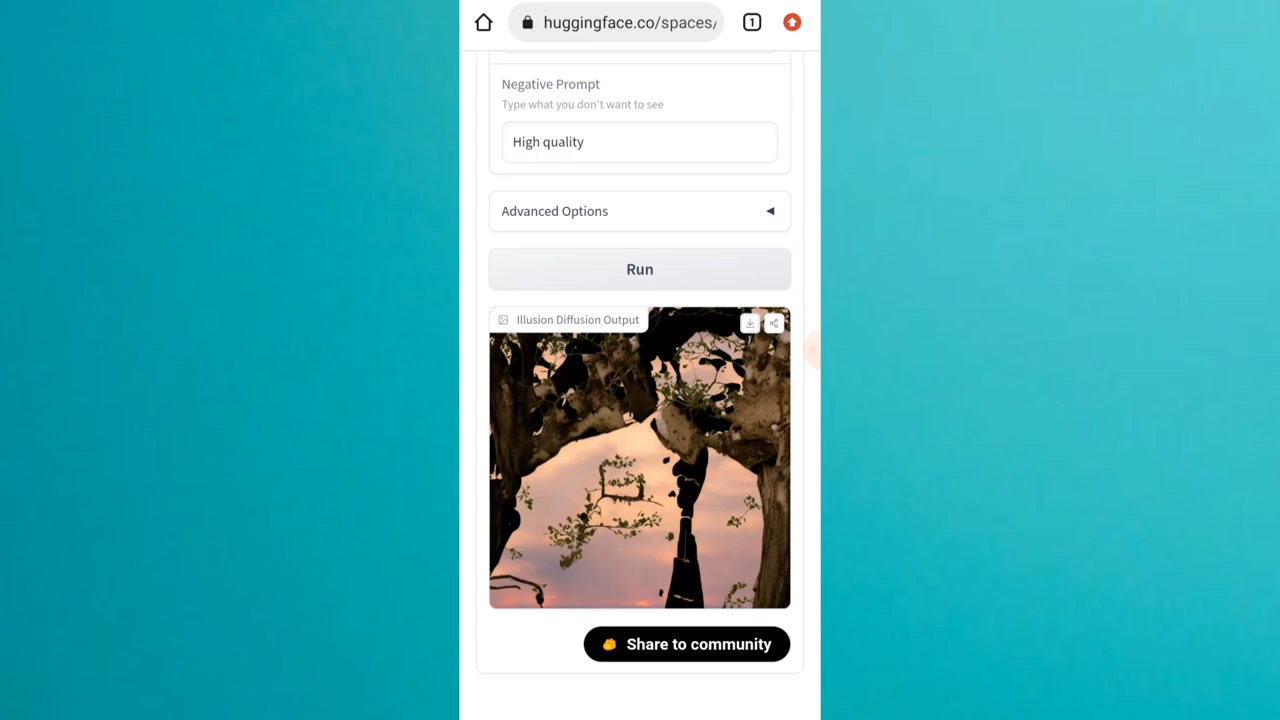 huggingface.co/spaces/
1
Negative Prompt
Type what you don't want to see
High quality
Advanced Options
Run
Illusion Diffusion Output
Share to community